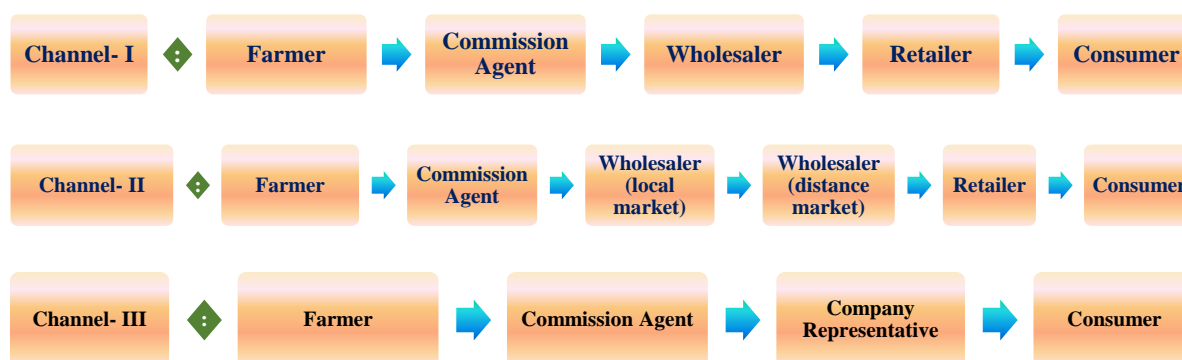 Channel- I : Farmer Commission Agent Wholesaler Retailer Consumer
Channel- II : Farmer Commission Agent Wholesaler (local market) Wholesaler (distance market) Retailer Consumer
Channel- III : Farmer Commission Agent Company Representative Consumer